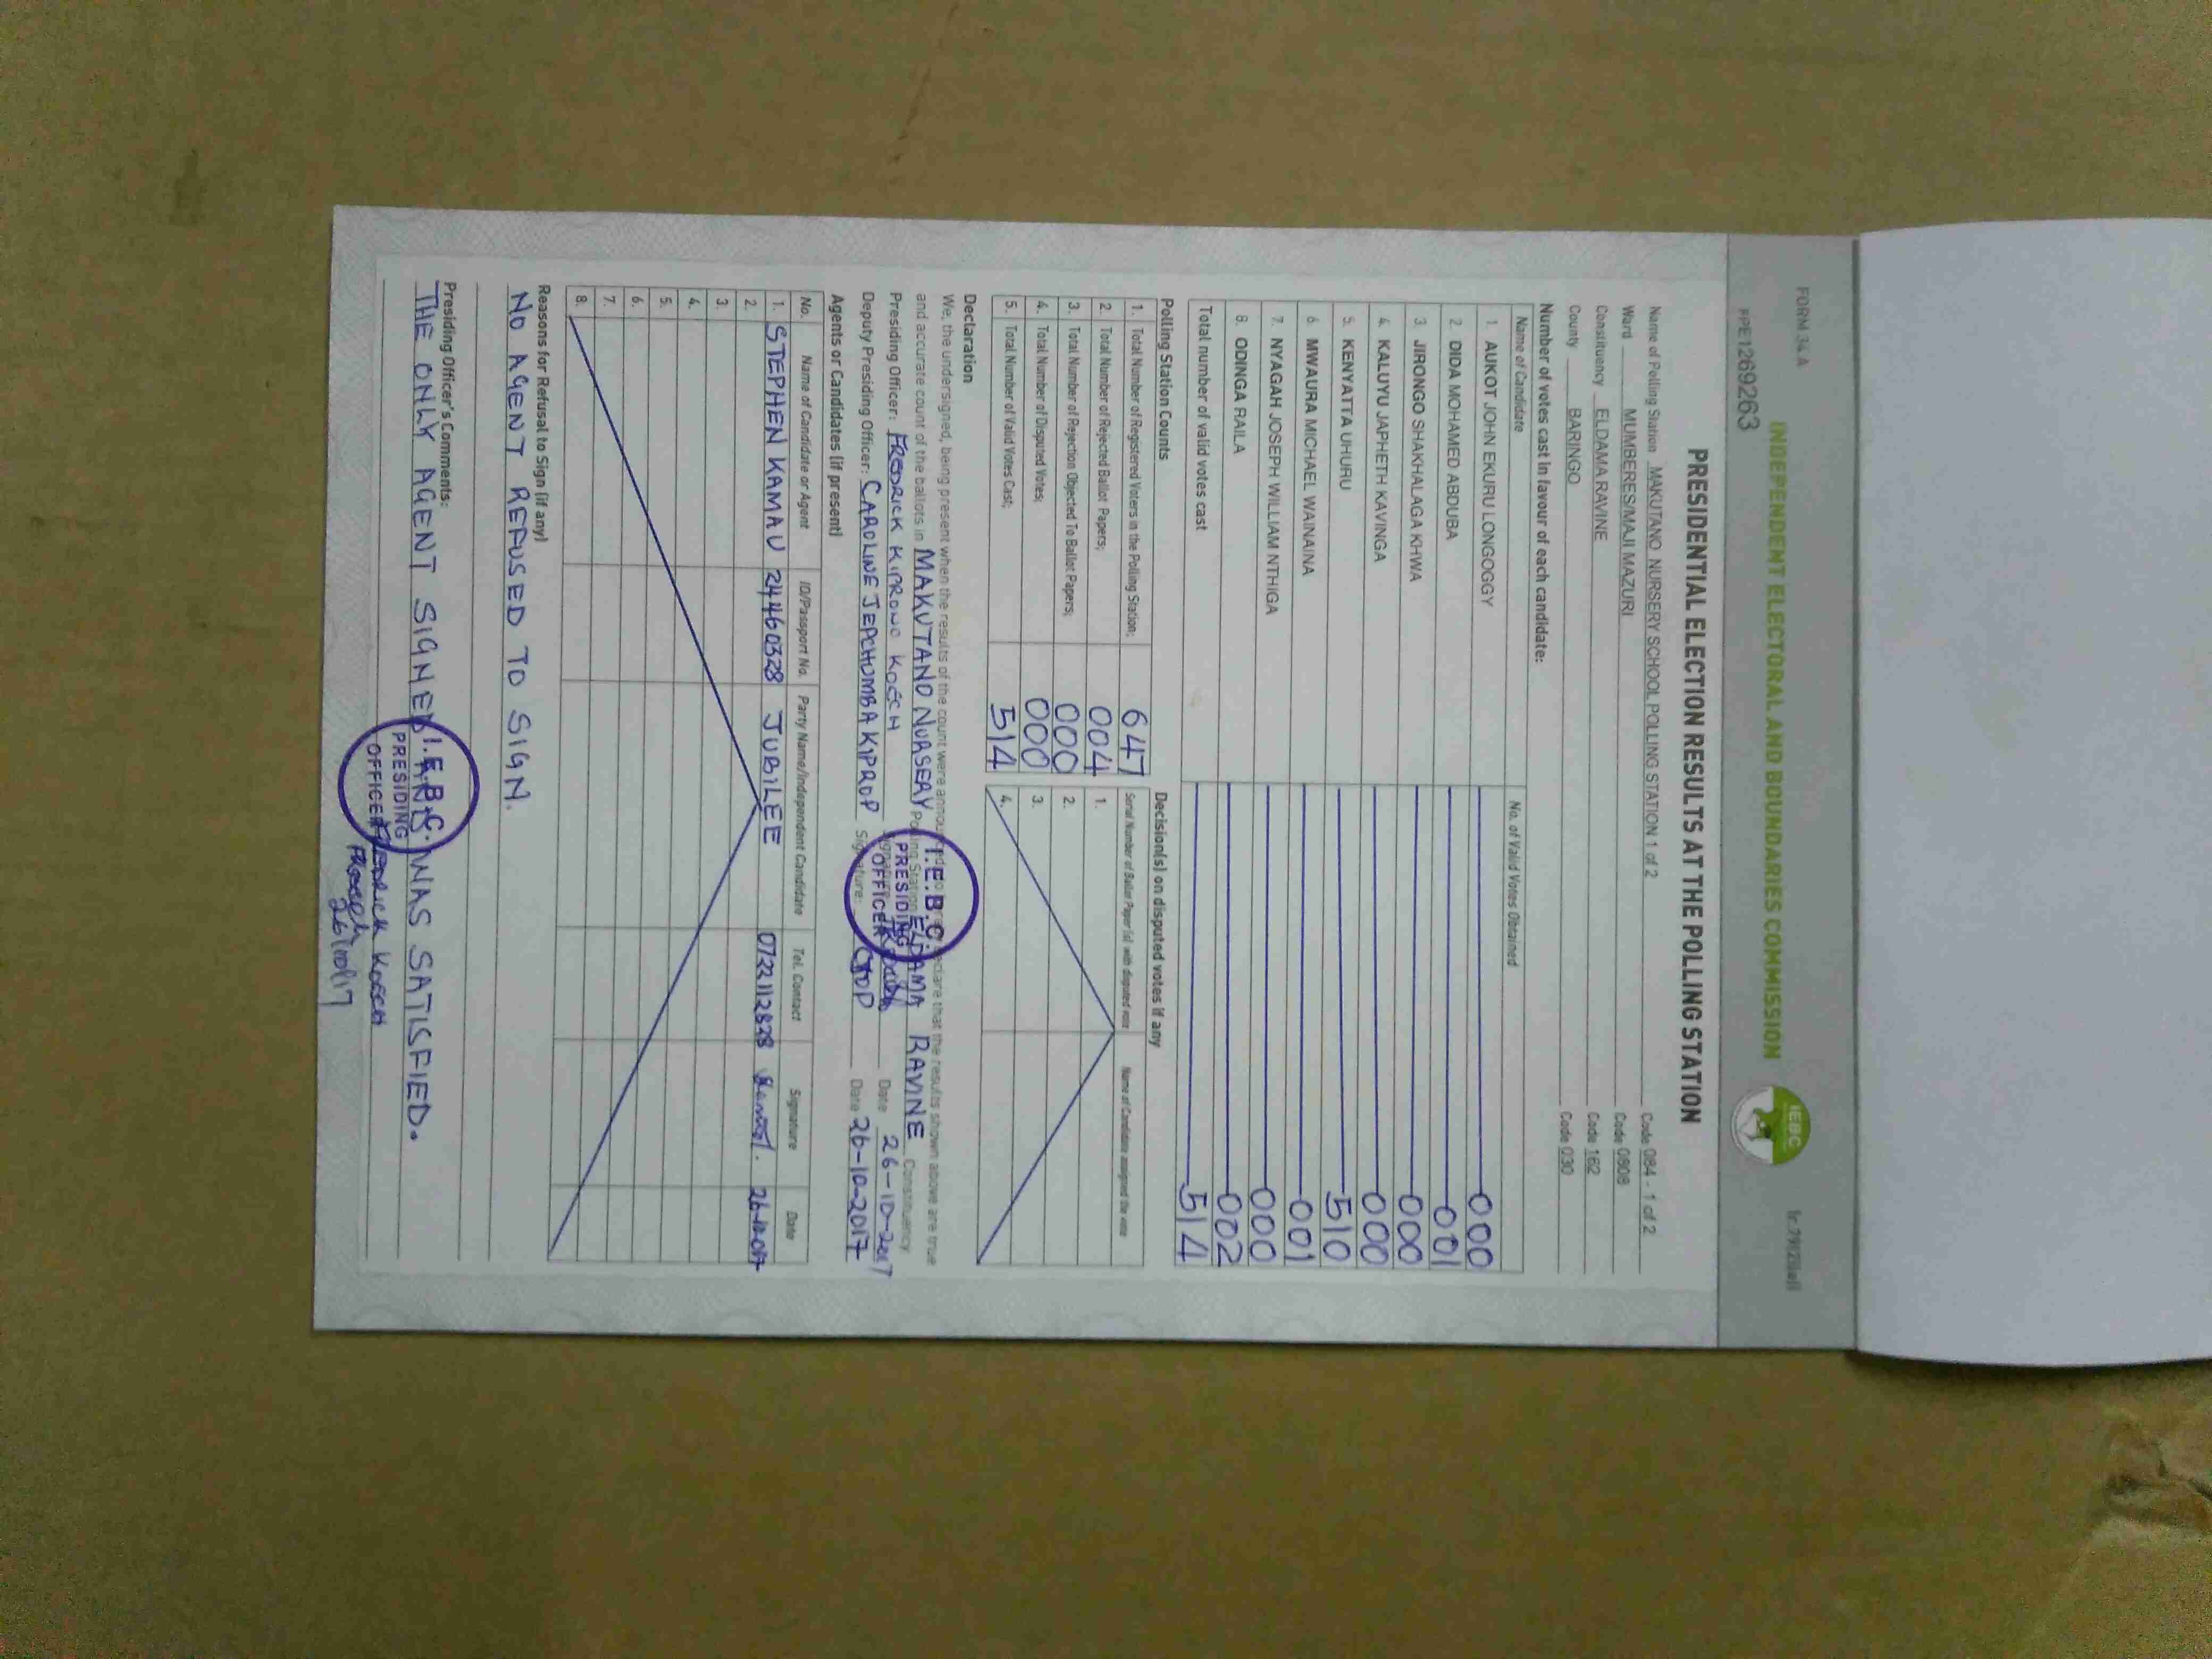 FORM 34 A
INDEPENDENT ELECTORAL AND BOUNDARIES COMMISSION
IEBC
PPE1269263
PRESIDENTIAL ELECTION RESULTS AT THE POLLING STATION
Name of Polling Station MAKUTANO NURSERY SCHOOL POLLING STATION 1 of 2 Code 084 - 1 of 2
Ward MUMBERES/MAJI MAZURI Code 0808
Constituency ELDAMA RAVINE Code 162
County BARINGO Code 030
Number of votes cast in favour of each candidate:
Name of Candidate No. of Valid Votes Obtained
1. AUKOT JOHN EKURU LONGOGGY 000
2. DIDA MOHAMED ABDUBA 001
3. JIRONGO SHAKHALAGA KHWA 000
4. KALUYU JAPHETH KAVINGA 000
5. KENYATTA UHURU 510
6. MWAURA MICHAEL WAINAINA 001
7. NYAGAH JOSEPH WILLIAM NTHIGA 000
8. ODINGA RAILA 002
Total number of valid votes cast 514
Polling Station Counts Decision(s) on disputed votes if any
1. Total Number of Registered Voters in the Polling Station; 647 Serial Number of Ballot Paper (s) with disputed vote Name of Candidate assigned the vote
2. Total Number of Rejected Ballot Papers; 004 1.
3. Total Number of Rejection Objected To Ballot Papers; 000 2.
4. Total Number of Disputed Votes; 000 3.
5. Total Number of Valid Votes Cast; 514 4.
Declaration
We, the undersigned, being present when the results of the count were announced, do declare that the results shown above are true
and accurate count of the ballots in MAKUTANO NURSERY Polling Station ELDAMA RAVINE Constituency
Presiding Officer: FREDRICK KIPRONO KOECH Date 26-10-2017
Deputy Presiding Officer: CAROLINE JEPCHUMBA KIPROP Signature: Date 26-10-2017
I.E.B.C.
PRESIDING
OFFICER
Agents or Candidates (if present)
No. Name of Candidate or Agent ID/Passport No. Party Name/Independent Candidate Tel. Contact Signature Date
1. STEPHEN KAMAU 24460328 JUBILEE 0722112878
2.
3.
4.
5.
6.
7.
8.
Reasons for Refusal to Sign (if any)
NO AGENT REFUSED TO SIGN.
Presiding Officer's Comments:
THE ONLY AGENT SIGNED AND WAS SATISFIED.
I.E.B.C.
PRESIDING
OFFICER
FREDRICK KOECH
26/10/17